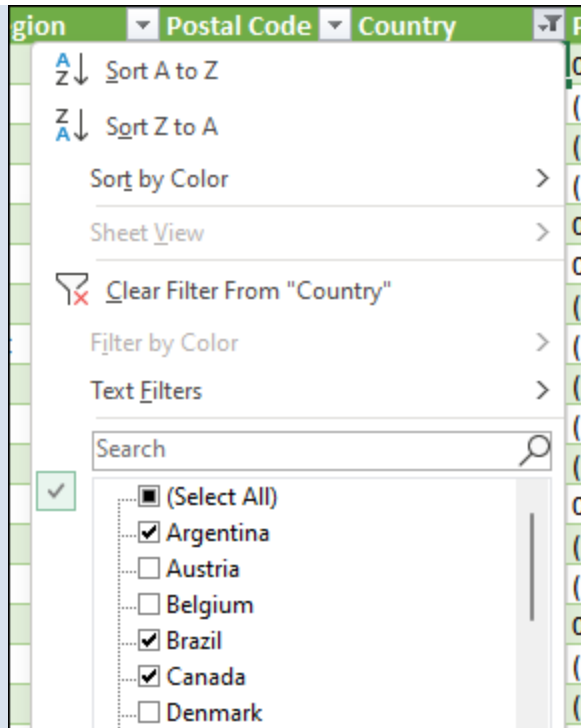 gion Postal Code Country
Sort A to Z
Sort Z to A
Sort by Color
Sheet View
Clear Filter From "Country"
Filter by Color
Text Filters
Search
(Select All)
Argentina
Austria
Belgium
Brazil
Canada
Denmark